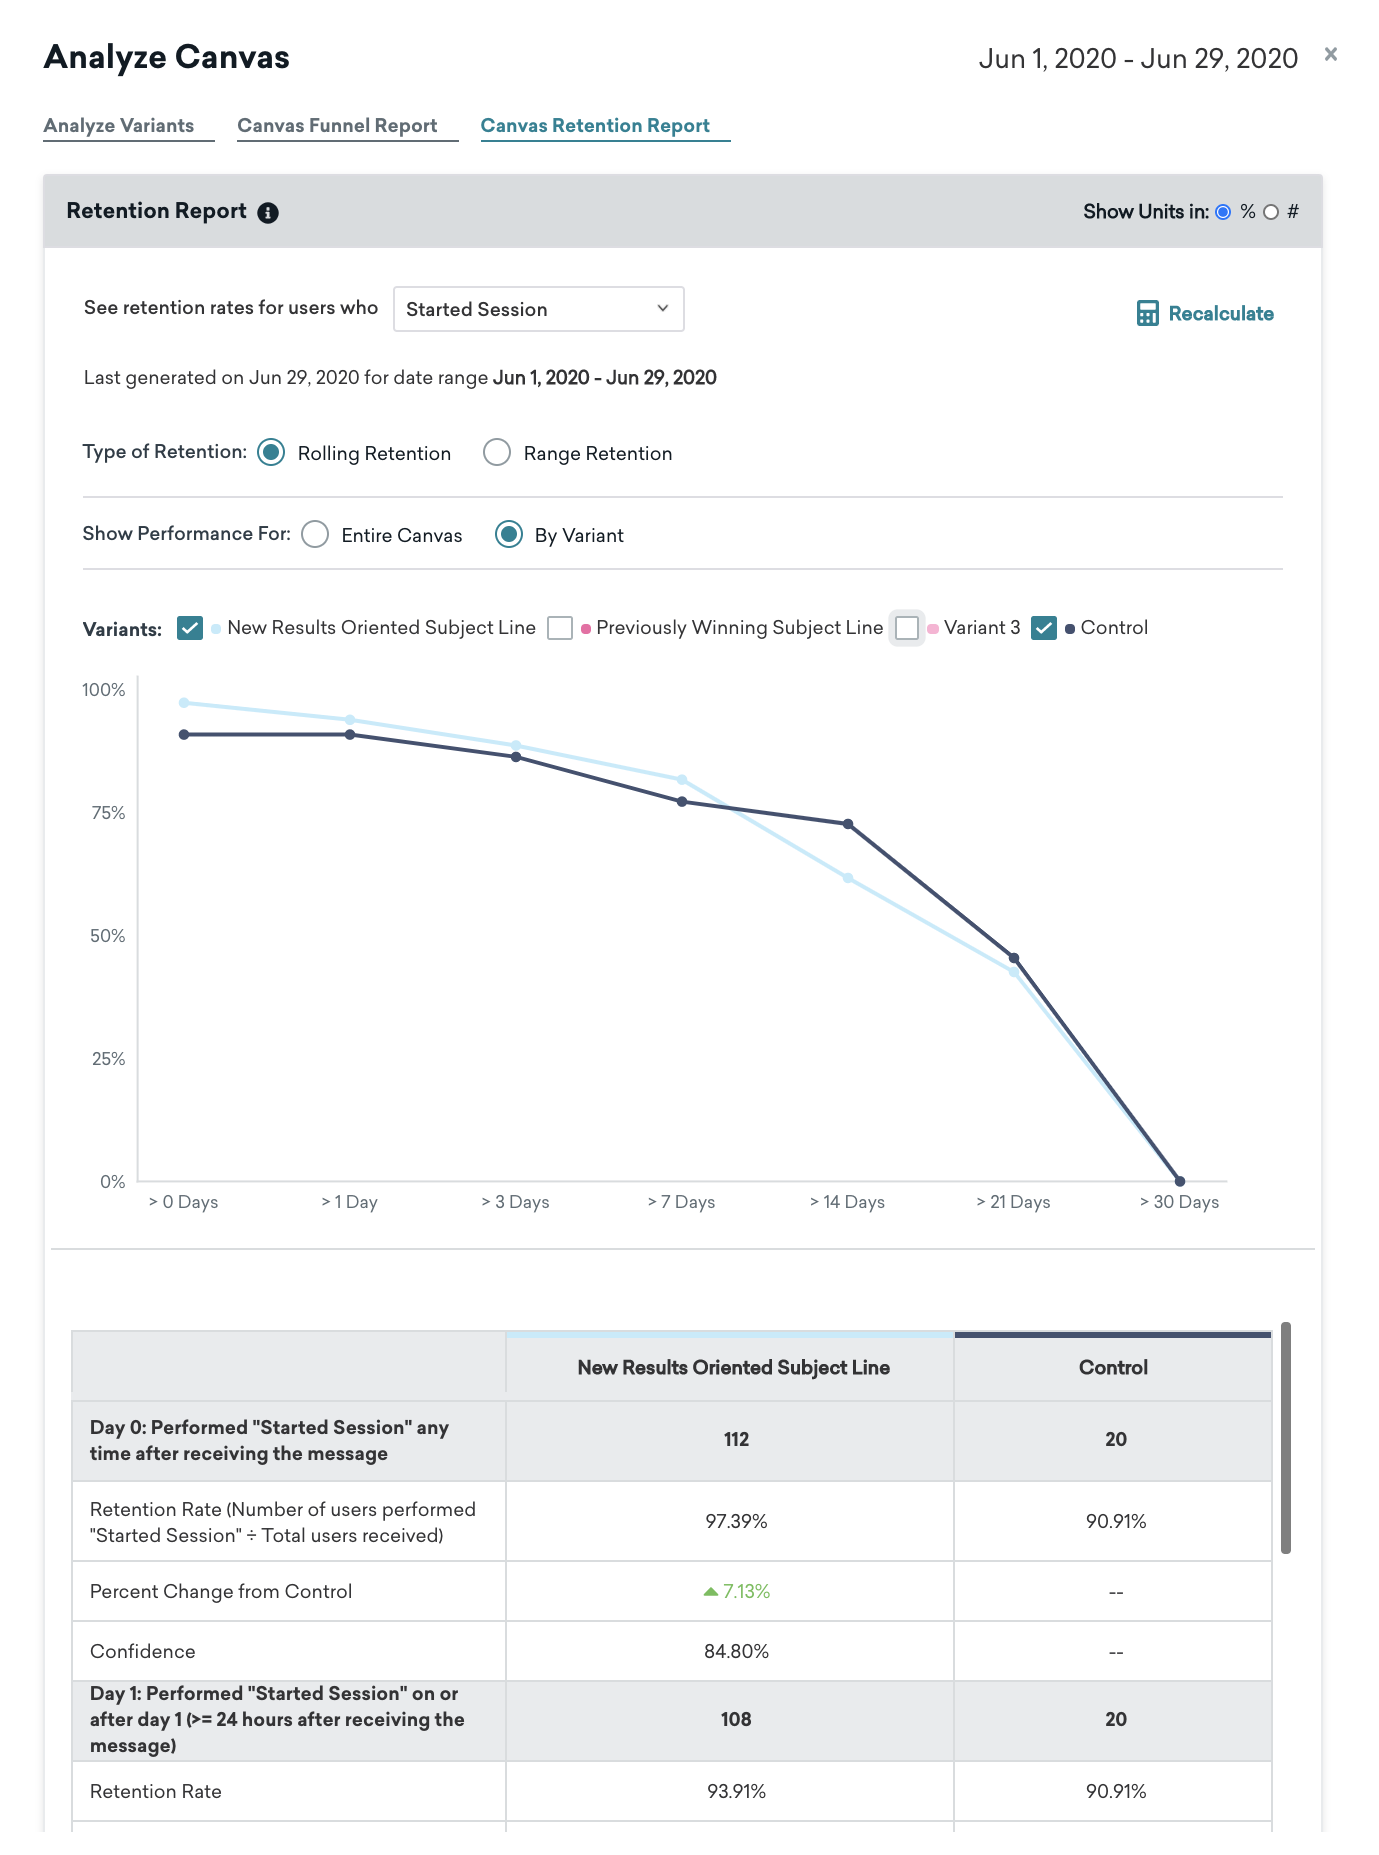 Analyze Canvas
Jun 1, 2020 - Jun 29, 2020
×
Analyze Variants
Canvas Funnel Report
Canvas Retention Report
Retention Report
Show Units in: % #
See retention rates for users who
Started Session
Recalculate
Last generated on Jun 29, 2020 for date range Jun 1, 2020 - Jun 29, 2020
Type of Retention: Rolling Retention Range Retention
Show Performance For: Entire Canvas By Variant
Variants: New Results Oriented Subject Line Previously Winning Subject Line Variant 3 Control
100%
75%
50%
25%
0%
> 0 Days > 1 Day > 3 Days > 7 Days > 14 Days > 21 Days > 30 Days
New Results Oriented Subject Line Control
Day 0: Performed "Started Session" any
time after receiving the message
112 20
Retention Rate (Number of users performed
"Started Session" ÷ Total users received)
97.39% 90.91%
Percent Change from Control 7.13% --
Confidence 84.80% --
Day 1: Performed "Started Session" on or
after day 1 (>= 24 hours after receiving the
message)
108 20
Retention Rate 93.91% 90.91%